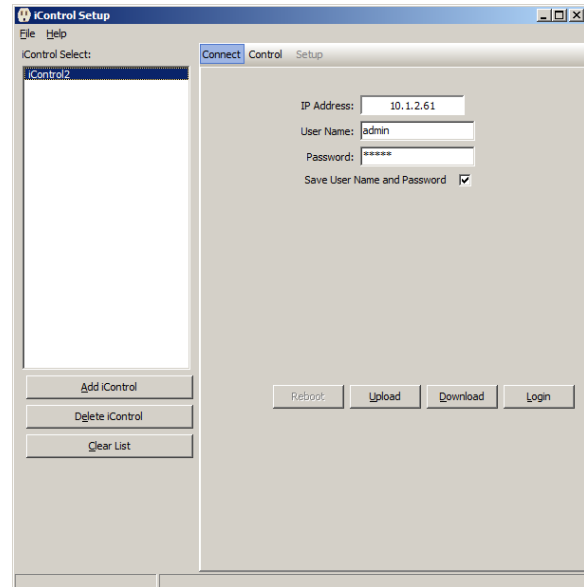 iControl Setup
File Help
iControl Select:
iControl2
Add iControl
Delete iControl
Clear List
Connect Control Setup
IP Address: 10.1.2.61
User Name: admin
Password: *****
Save User Name and Password
Reboot Upload Download Login